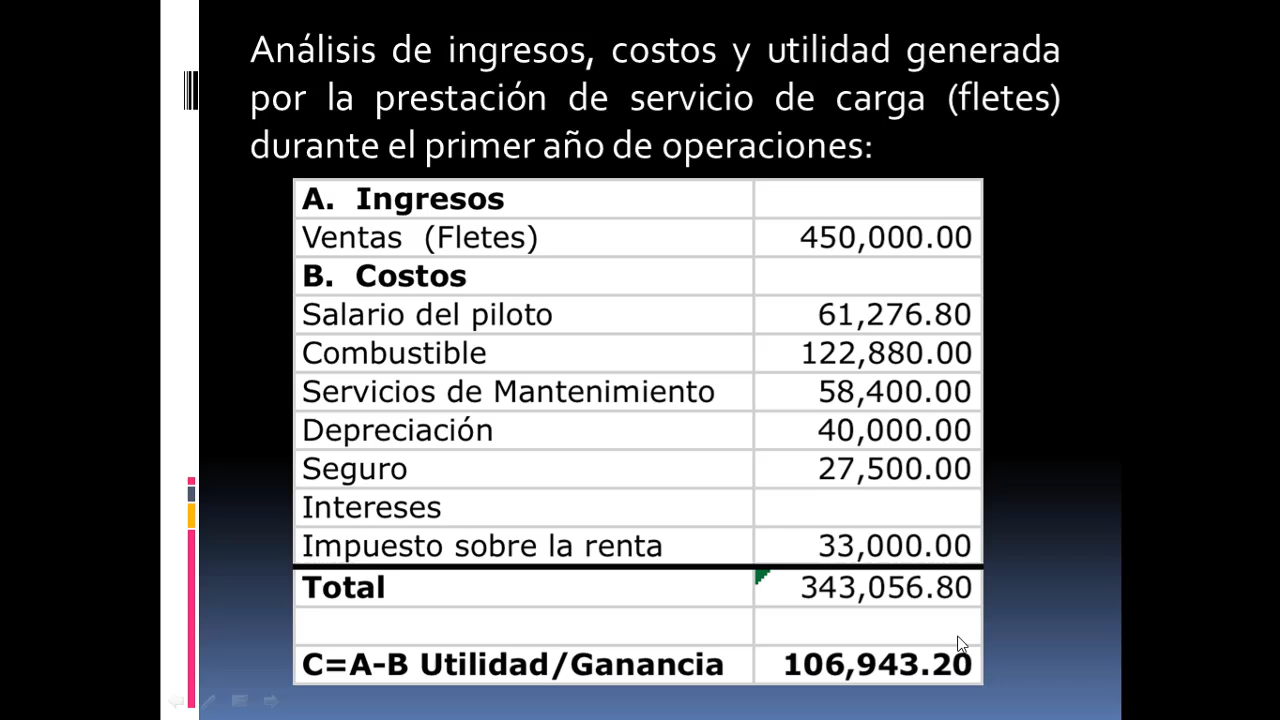 Análisis de ingresos, costos y utilidad generada
por la prestación de servicio de carga (fletes)
durante el primer año de operaciones:
A. Ingresos
Ventas (Fletes) 450,000.00
B. Costos
Salario del piloto 61,276.80
Combustible 122,880.00
Servicios de Mantenimiento 58,400.00
Depreciación 40,000.00
Seguro 27,500.00
Intereses
Impuesto sobre la renta 33,000.00
Total 343,056.80
C=A-B Utilidad/Ganancia 106,943.20